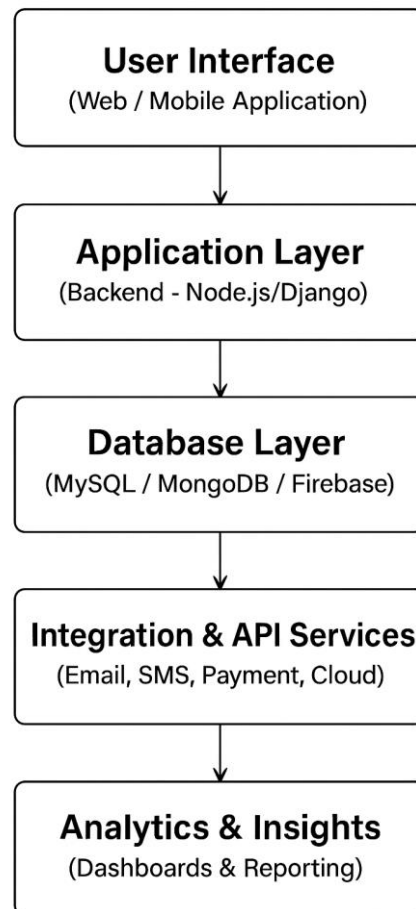 User Interface
(Web / Mobile Application)
Application Layer
(Backend - Node.js/Django)
Database Layer
(MySQL / MongoDB / Firebase)
Integration & API Services
(Email, SMS, Payment, Cloud)
Analytics & Insights
(Dashboards & Reporting)